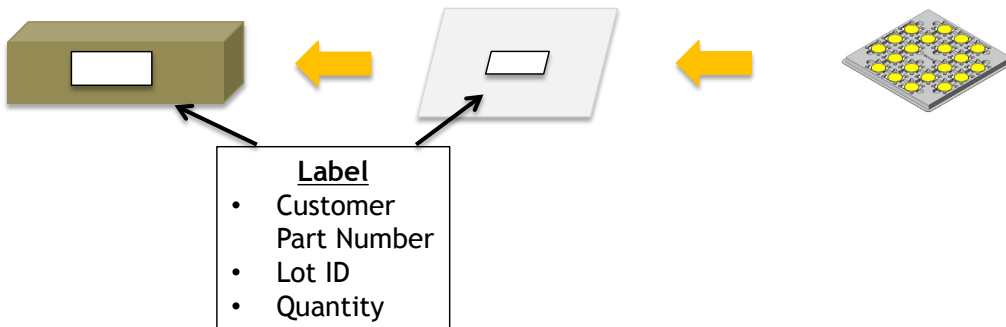 Label
• Customer
Part Number
• Lot ID
• Quantity